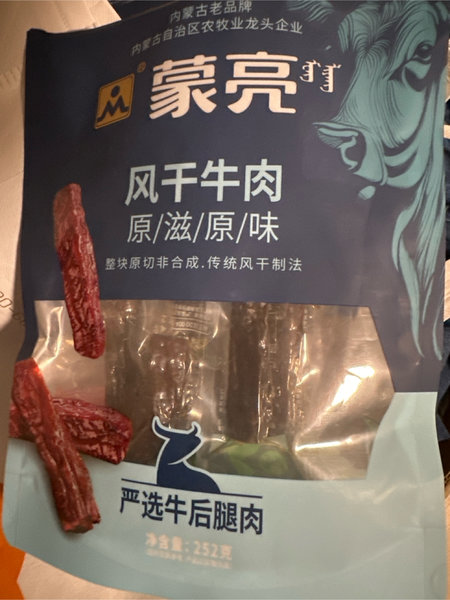 内蒙古老品牌
内蒙古自治区农牧业龙头企业
蒙亮
风干牛肉
原/滋/原/味
整块原切非合成.传统风干制法
严选牛后腿肉
净含量：252克